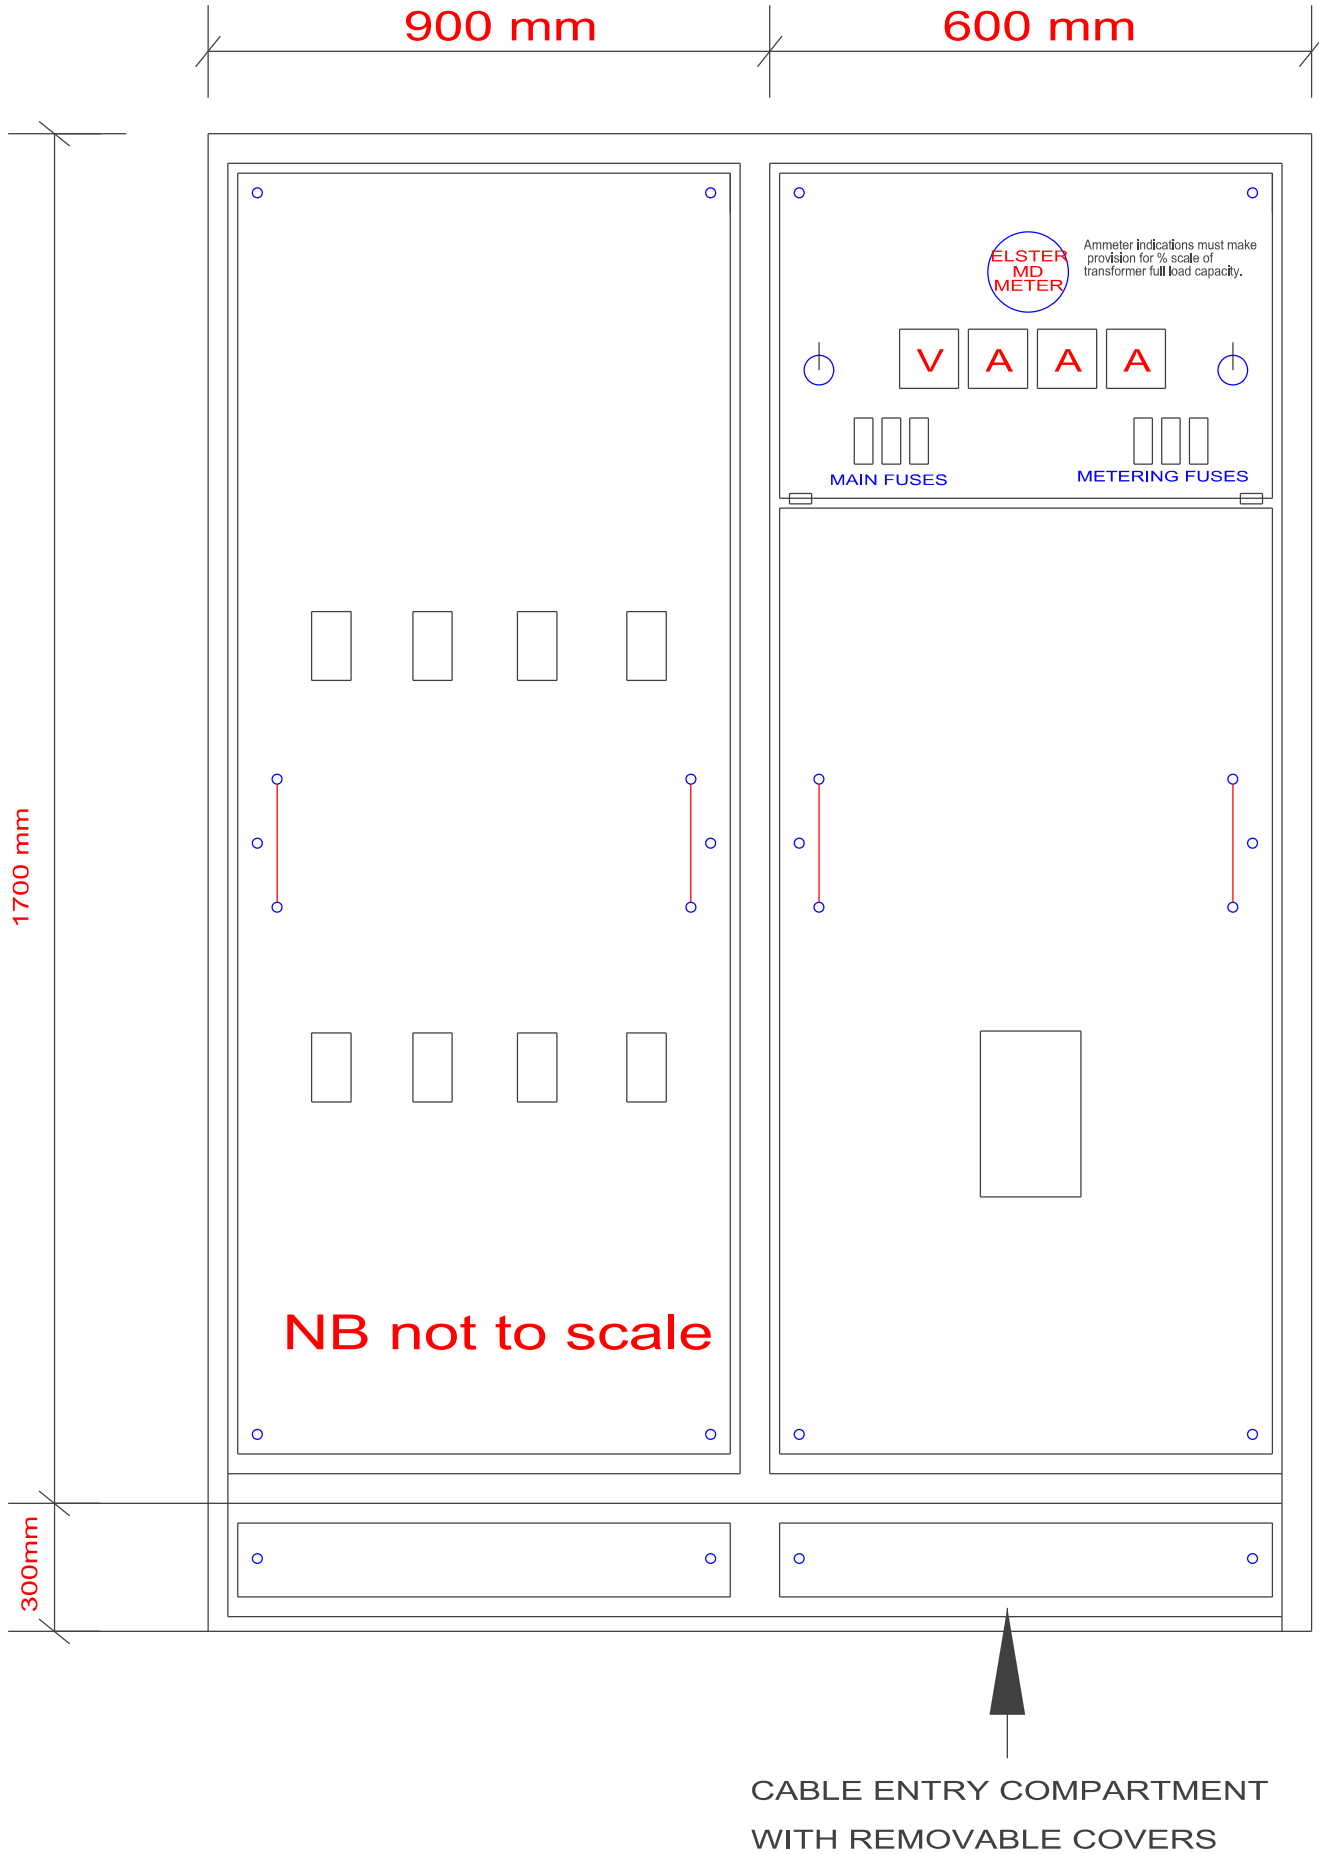 900 mm
600 mm
ELSTER
MD
METER
Ammeter indications must make
provision for % scale of
transformer full load capacity.
V A A A
MAIN FUSES
METERING FUSES
1700 mm
NB not to scale
300mm
CABLE ENTRY COMPARTMENT
WITH REMOVABLE COVERS